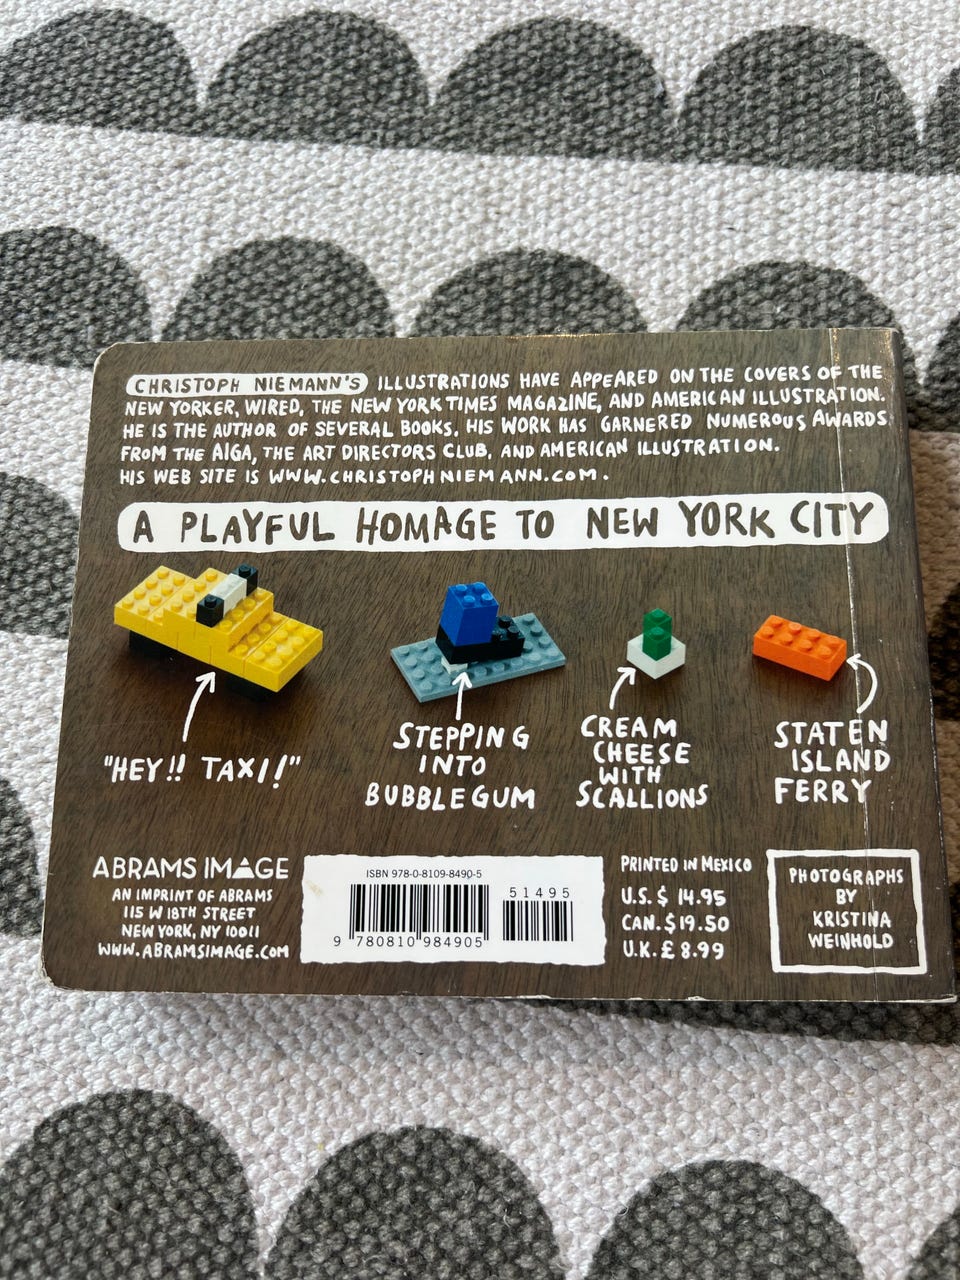 CHRISTOPH NIEMANN'S ILLUSTRATIONS HAVE APPEARED ON THE COVERS OF THE
NEW YORKER, WIRED, THE NEW YORK TIMES MAGAZINE, AND AMERICAN ILLUSTRATION.
HE IS THE AUTHOR OF SEVERAL BOOKS. HIS WORK HAS GARNERED NUMEROUS AWARDS
FROM THE AIGA, THE ART DIRECTORS CLUB, AND AMERICAN ILLUSTRATION.
HIS WEB SITE IS WWW.CHRISTOPHNIEMANN.COM.
A PLAYFUL HOMAGE TO NEW YORK CITY
"HEY!! TAXI!"
STEPPING
INTO
BUBBLEGUM
CREAM
CHEESE
WITH
SCALLIONS
STATEN
ISLAND
FERRY
ABRAMS IMAGE
AN IMPRINT OF ABRAMS
115 W 18TH STREET
NEW YORK, NY 10011
WWW.ABRAMSIMAGE.COM
ISBN 978-0-8109-8490-5
51495
9 780810 984905
PRINTED IN MEXICO
U.S. $ 14.95
CAN. $ 19.50
U.K. £ 8.99
PHOTOGRAPHS
BY
KRISTINA
WEINHOLD